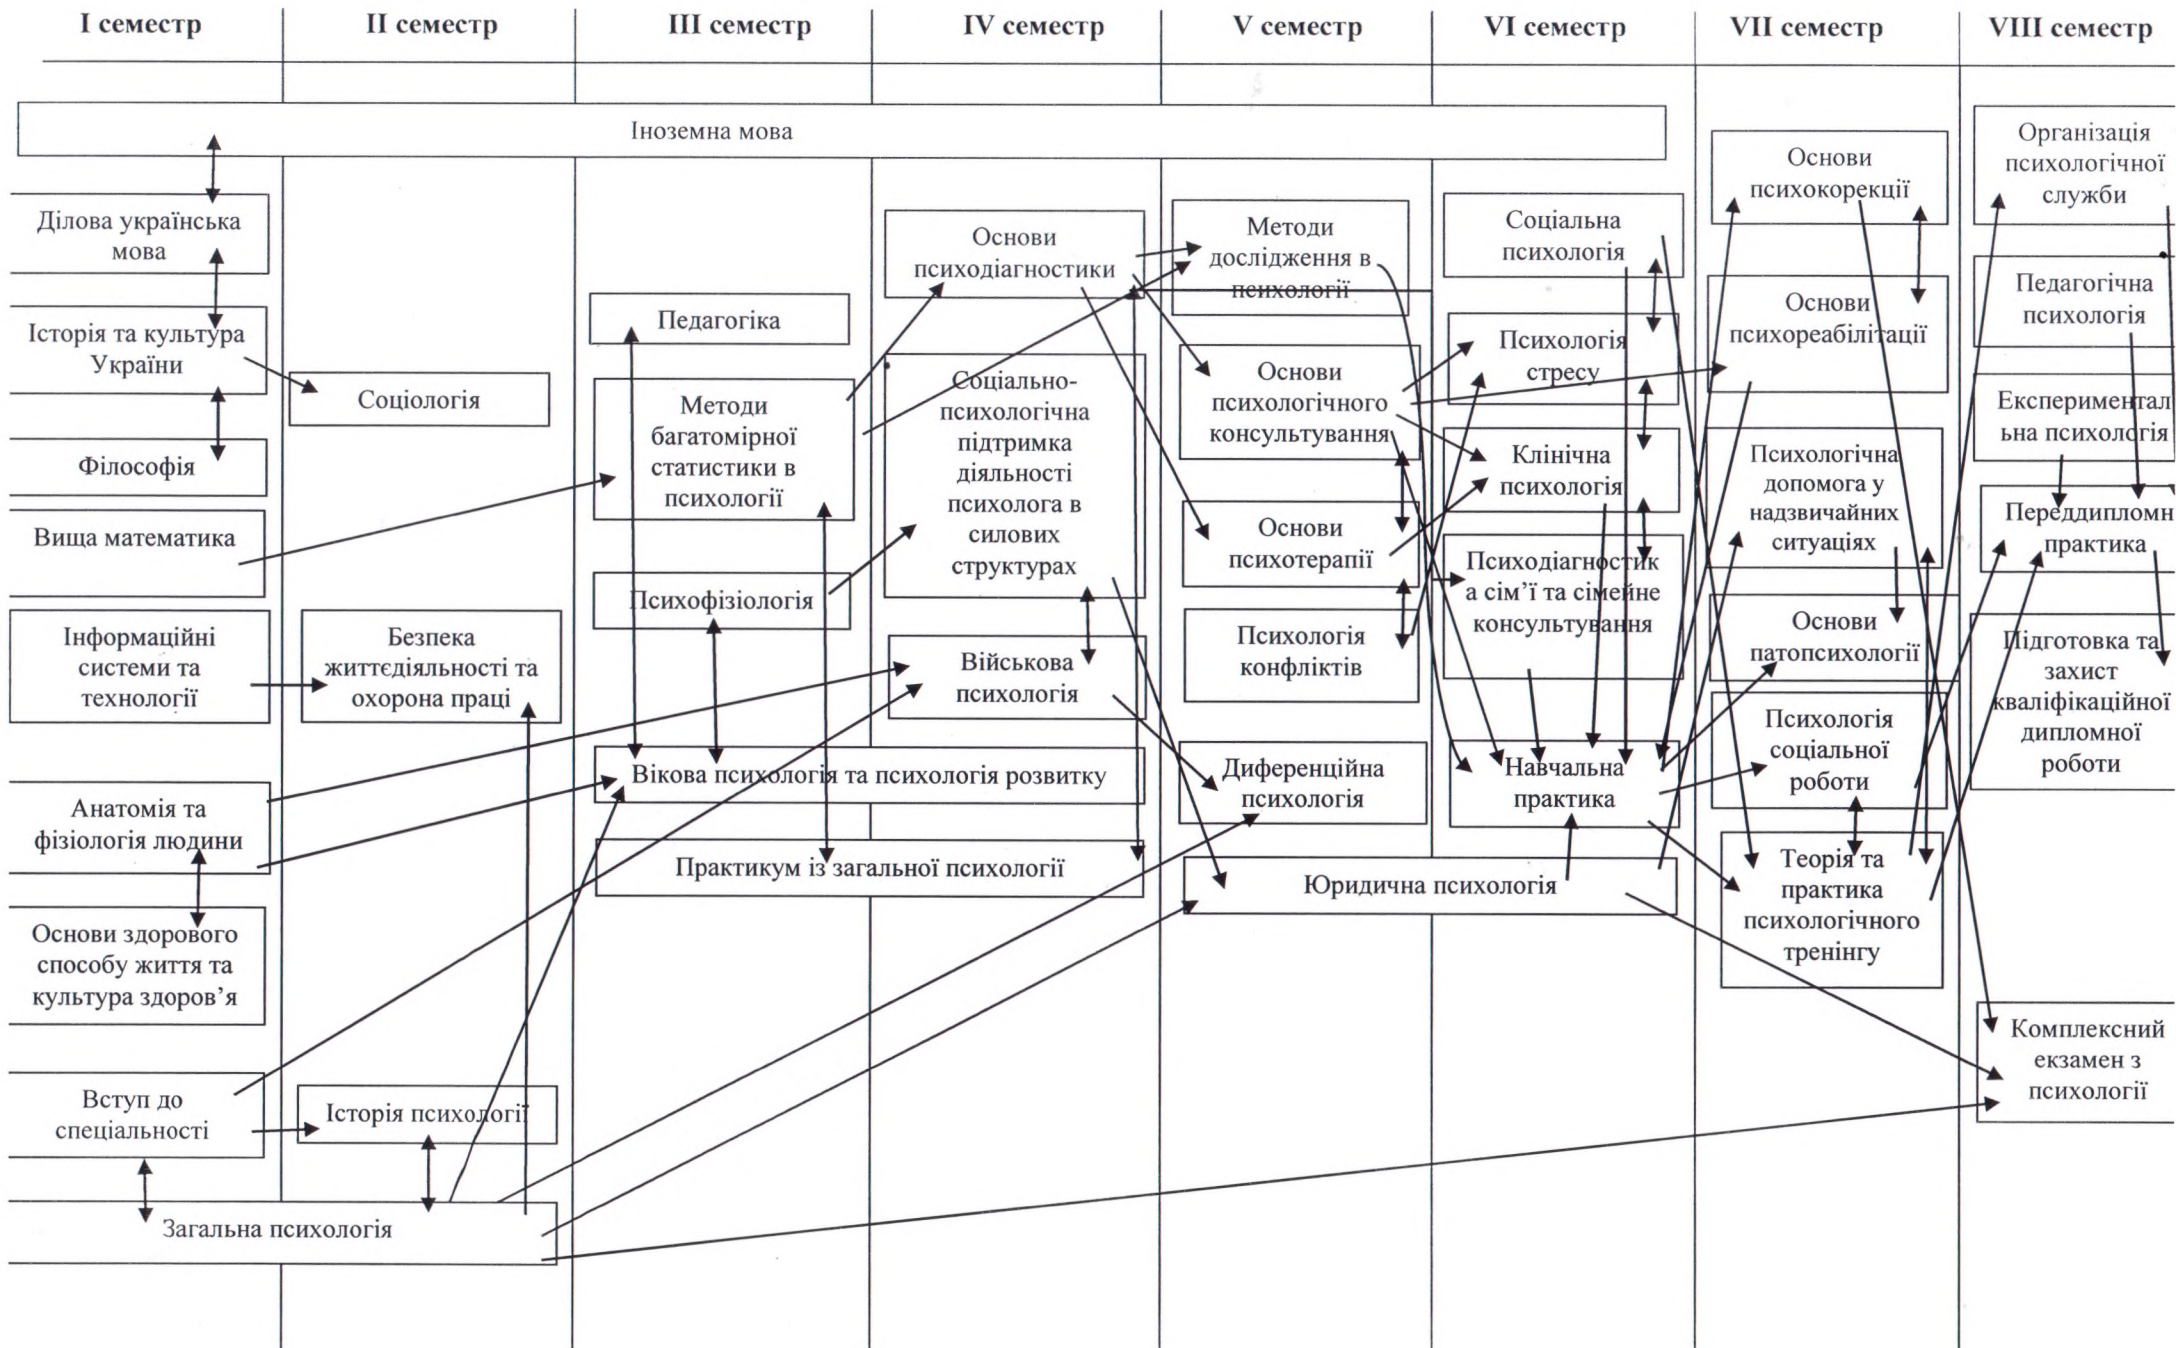 I семестр
II семестр
III семестр
IV семестр
V семестр
VI семестр
VII семестр
VIII семестр
Іноземна мова
Ділова українська
мова
Історія та культура
України
Філософія
Вища математика
Інформаційні
системи та
технології
Анатомія та
фізіологія людини
Основи здорового
способу життя та
культура здоров’я
Вступ до
спеціальності
Загальна психологія
Соціологія
Безпека
життєдіяльності та
охорона праці
Історія психології
Педагогіка
Методи
багатомірної
статистики в
психології
Психофізіологія
Вікова психологія та психологія розвитку
Практикум із загальної психології
Основи
психодіагностики
Соціально-
психологічна
підтримка
діяльності
психолога в
силових
структурах
Військова
психологія
Методи
дослідження в
психології
Основи
психологічного
консультування
Основи
психотерапії
Психологія
конфліктів
Диференційна
психологія
Юридична психологія
Соціальна
психологія
Психологія
стресу
Клінічна
психологія
Психодіагностик
а сім’ї та сімейне
консультування
Навчальна
практика
Основи
психокорекції
Основи
психореабілітації
Психологічна
допомога у
надзвичайних
ситуаціях
Основи
патопсихології
Психологія
соціальної
роботи
Теорія та
практика
психологічного
тренінгу
Організація
психологічної
служби
Педагогічна
психологія
Експериментал
ьна психологія
Переддипломн
практика
Підготовка та
захист
кваліфікаційної
дипломної
роботи
Комплексний
екзамен з
психології